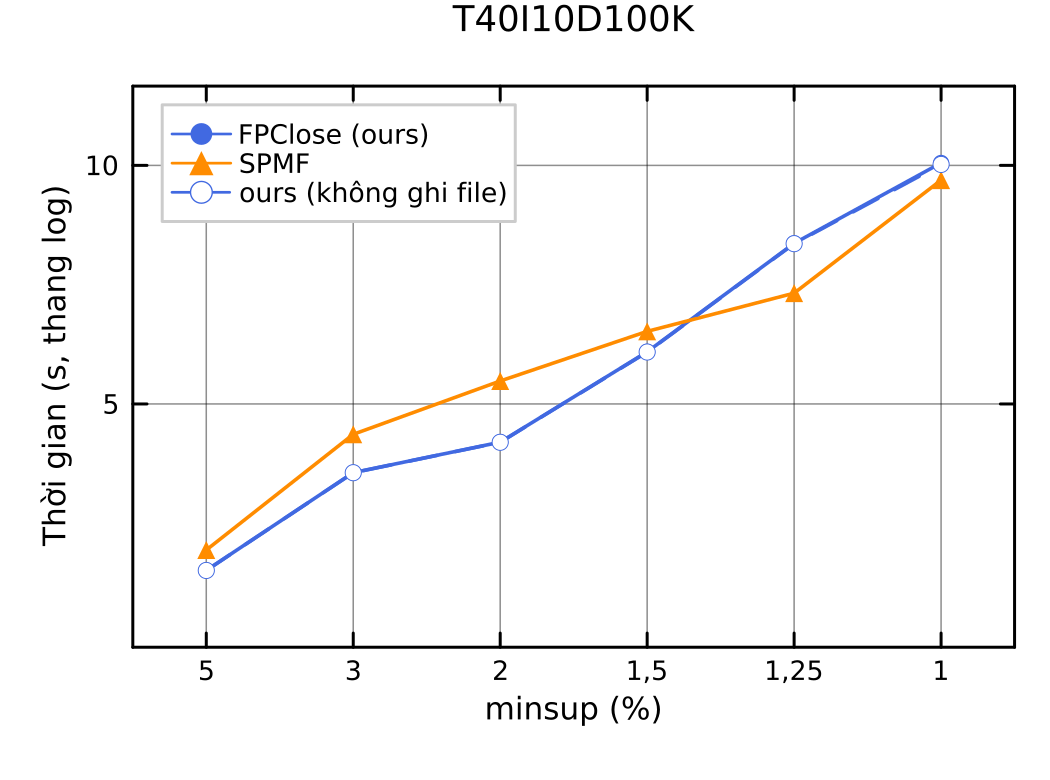 T40I10D100K
FPClose (ours)
SPMF
ours (không ghi file)
10
5
Thời gian (s, thang log)
5 3 2 1,5 1,25 1
minsup (%)